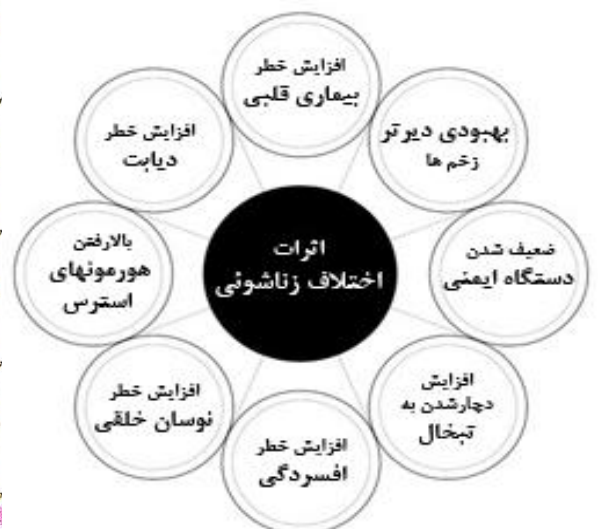 اثرات
اختلاف زناشوئی
افزایش خطر
بیماری قلبی
بهبودی دیرتر
زخم ها
ضعیف شدن
دستگاه ایمنی
افزایش
دچارشدن به
تبخال
افزایش خطر
افسردگی
افزایش خطر
نوسان خلقی
بالارفتن
هورمونهای
استرس
افزایش خطر
دیابت